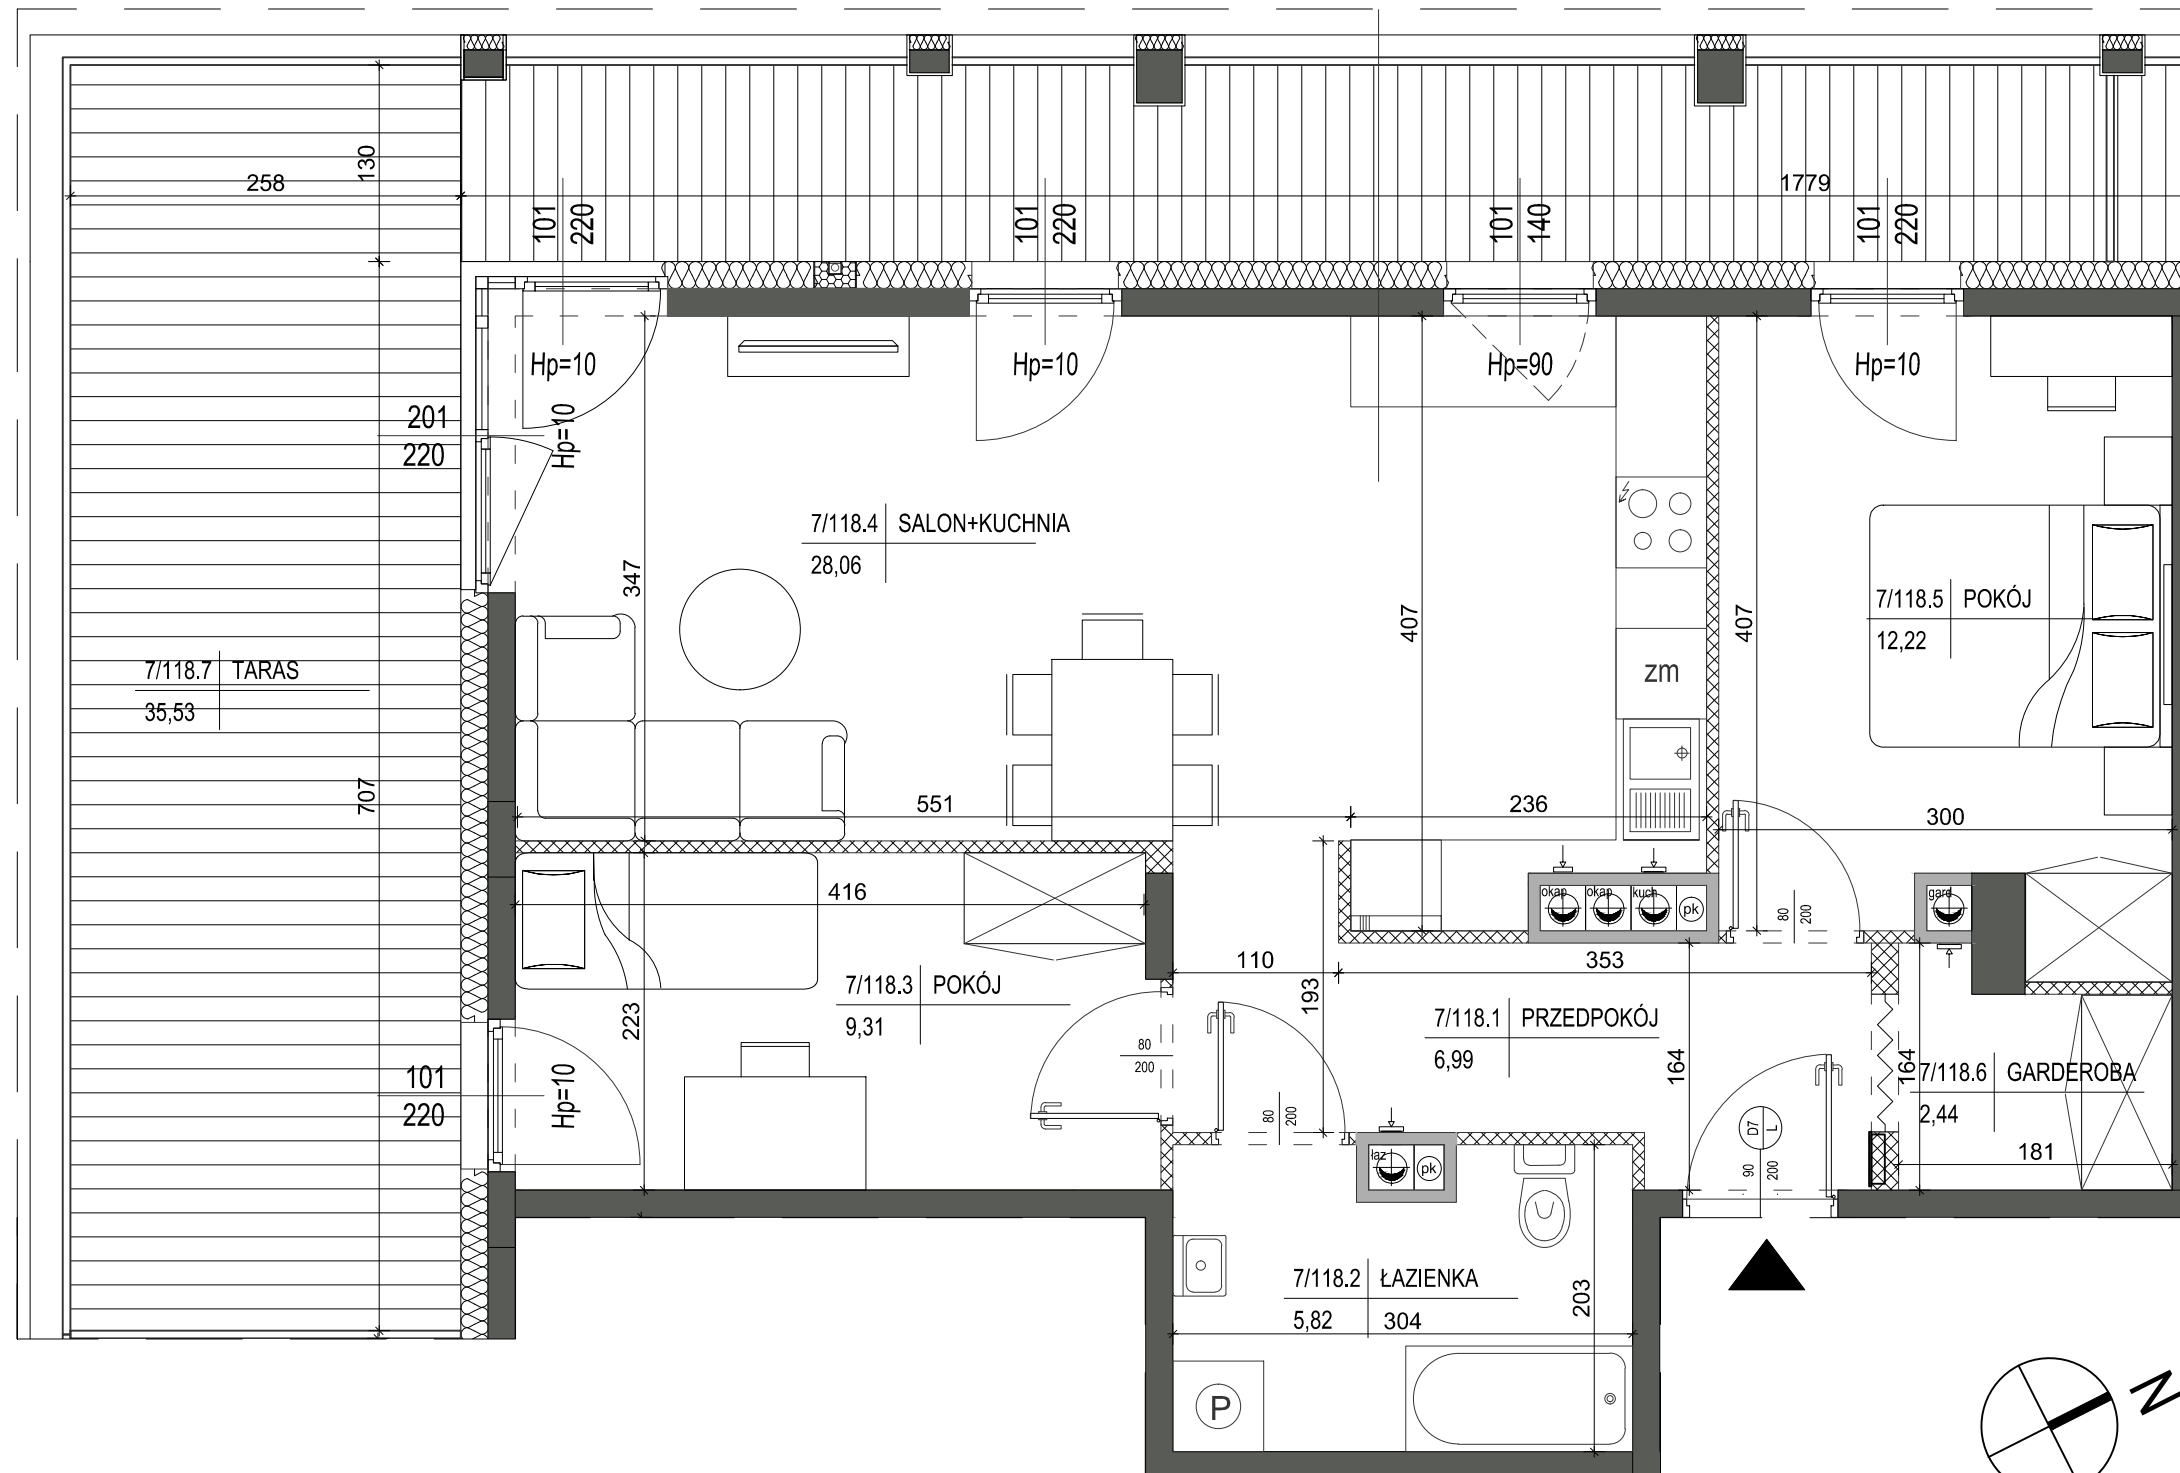 130
258
1779
101
220
101
220
101
140
101
220
Hp=10
Hp=10
Hp=90
Hp=10
201
220
Hp=10
7/118.4 SALON+KUCHNIA
28,06
347
407
407
7/118.5 POKÓJ
12,22
zm
7/118.7 TARAS
35,53
707
551
236
300
416
okap
okap
kuch
pk
80
200
gard
110
353
7/118.3 POKÓJ
9,31
223
193
7/118.1 PRZEDPOKÓJ
6,99
164
164
7/118.6 GARDEROBA
2,44
80
200
101
220
Hp=10
80
200
D7
L
90
200
181
łaz
pk
7/118.2 ŁAZIENKA
5,82
304
203
P
N